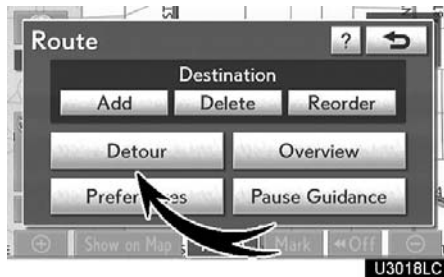 Route ?
Destination
Add Delete Reorder
Detour Overview
Pause Guidance
Show on Map Mark Off
U3018LC